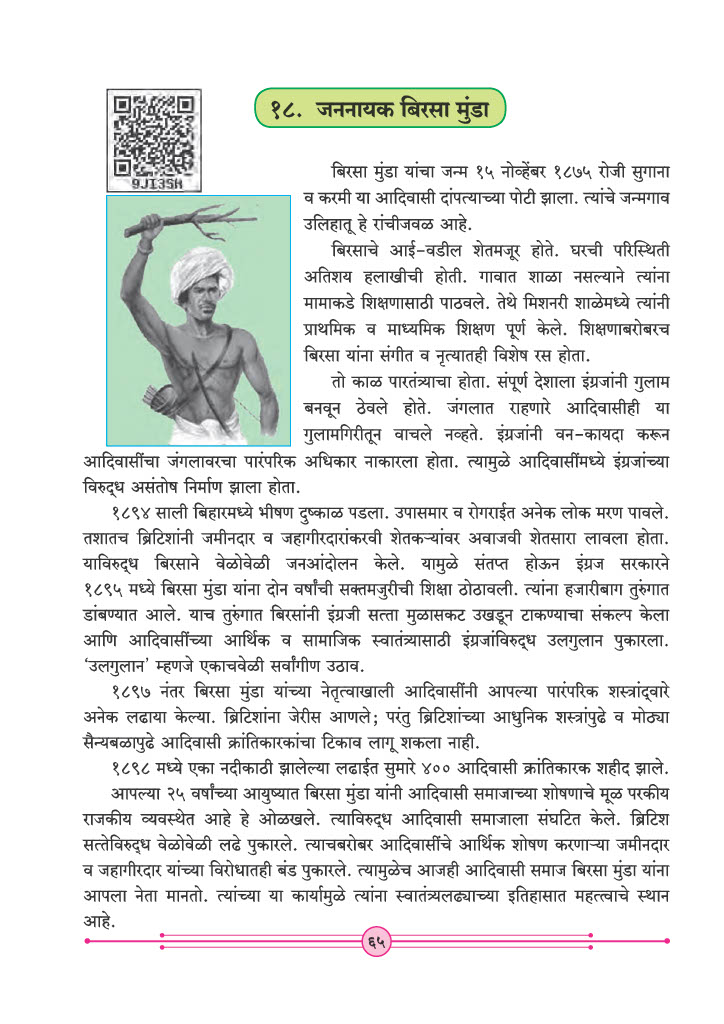 १८. जननायक बिरसा मुंडा
9JI3SH
बिरसा मुंडा यांचा जन्म १५ नोव्हेंबर १८७५ रोजी सुगाना
व करमी या आदिवासी दांपत्याच्या पोटी झाला. त्यांचे जन्मगाव
उलिहातू हे रांचीजवळ आहे.
बिरसाचे आई-वडील शेतमजूर होते. घरची परिस्थिती
अतिशय हलाखीची होती. गावात शाळा नसल्याने त्यांना
मामाकडे शिक्षणासाठी पाठवले. तेथे मिशनरी शाळेमध्ये त्यांनी
प्राथमिक व माध्यमिक शिक्षण पूर्ण केले. शिक्षणाबरोबरच
बिरसा यांना संगीत व नृत्यातही विशेष रस होता.
तो काळ पारतंत्र्याचा होता. संपूर्ण देशाला इंग्रजांनी गुलाम
बनवून ठेवले होते. जंगलात राहणारे आदिवासीही या
गुलामगिरीतून वाचले नव्हते. इंग्रजांनी वन-कायदा करून
आदिवासींचा जंगलावरचा पारंपरिक अधिकार नाकारला होता. त्यामुळे आदिवासींमध्ये इंग्रजांच्या
विरुद्ध असंतोष निर्माण झाला होता.
१८९४ साली बिहारमध्ये भीषण दुष्काळ पडला. उपासमार व रोगराईत अनेक लोक मरण पावले.
तशातच ब्रिटिशांनी जमीनदार व जहागीरदारांकरवी शेतकऱ्यांवर अवाजवी शेतसारा लावला होता.
याविरुद्ध बिरसाने वेळोवेळी जनआंदोलन केले. यामुळे संतप्त होऊन इंग्रज सरकारने
१८९५ मध्ये बिरसा मुंडा यांना दोन वर्षांची सक्तमजुरीची शिक्षा ठोठावली. त्यांना हजारीबाग तुरुंगात
डांबण्यात आले. याच तुरुंगात बिरसांनी इंग्रजी सत्ता मुळासकट उखडून टाकण्याचा संकल्प केला
आणि आदिवासींच्या आर्थिक व सामाजिक स्वातंत्र्यासाठी इंग्रजांविरुद्ध उलगुलान पुकारला.
‘उलगुलान’ म्हणजे एकाचवेळी सर्वांगीण उठाव.
१८९७ नंतर बिरसा मुंडा यांच्या नेतृत्वाखाली आदिवासींनी आपल्या पारंपरिक शस्त्रांद्वारे
अनेक लढाया केल्या. ब्रिटिशांना जेरीस आणले; परंतु ब्रिटिशांच्या आधुनिक शस्त्रांपुढे व मोठ्या
सैन्यबळापुढे आदिवासी क्रांतिकारकांचा टिकाव लागू शकला नाही.
१८९८ मध्ये एका नदीकाठी झालेल्या लढाईत सुमारे ४०० आदिवासी क्रांतिकारक शहीद झाले.
आपल्या २५ वर्षांच्या आयुष्यात बिरसा मुंडा यांनी आदिवासी समाजाच्या शोषणाचे मूळ परकीय
राजकीय व्यवस्थेत आहे हे ओळखले. त्याविरुद्ध आदिवासी समाजाला संघटित केले. ब्रिटिश
सत्तेविरुद्ध वेळोवेळी लढे पुकारले. त्याचबरोबर आदिवासींचे आर्थिक शोषण करणाऱ्या जमीनदार
व जहागीरदार यांच्या विरोधातही बंड पुकारले. त्यामुळेच आजही आदिवासी समाज बिरसा मुंडा यांना
आपला नेता मानतो. त्यांच्या या कार्यामुळे त्यांना स्वातंत्र्यलढ्याच्या इतिहासात महत्त्वाचे स्थान
आहे.
६५